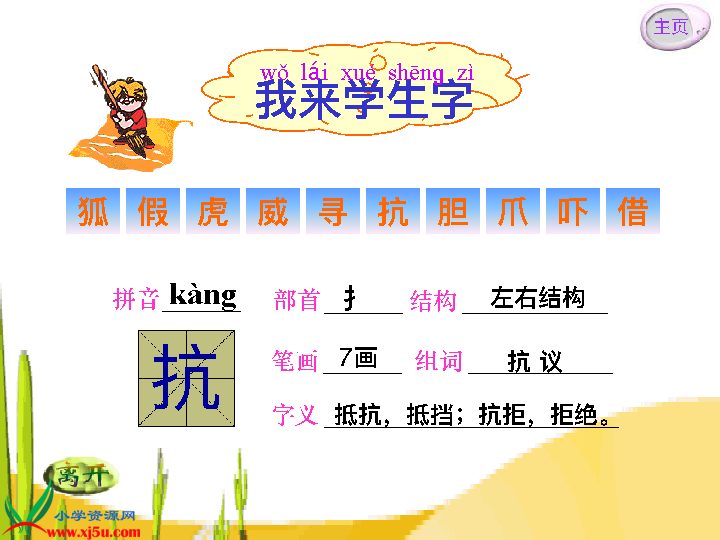 主页
wǒ lái xué shēng zì
我来学生字
狐 假 虎 威 寻 抗 胆 爪 吓 借
拼音 kàng 部首 扌 结构 左右结构
抗
笔画 7画 组词 抗 议
字义 抵抗，抵挡；抗拒，拒绝。
离开
小学资源网
www.xj5u.com